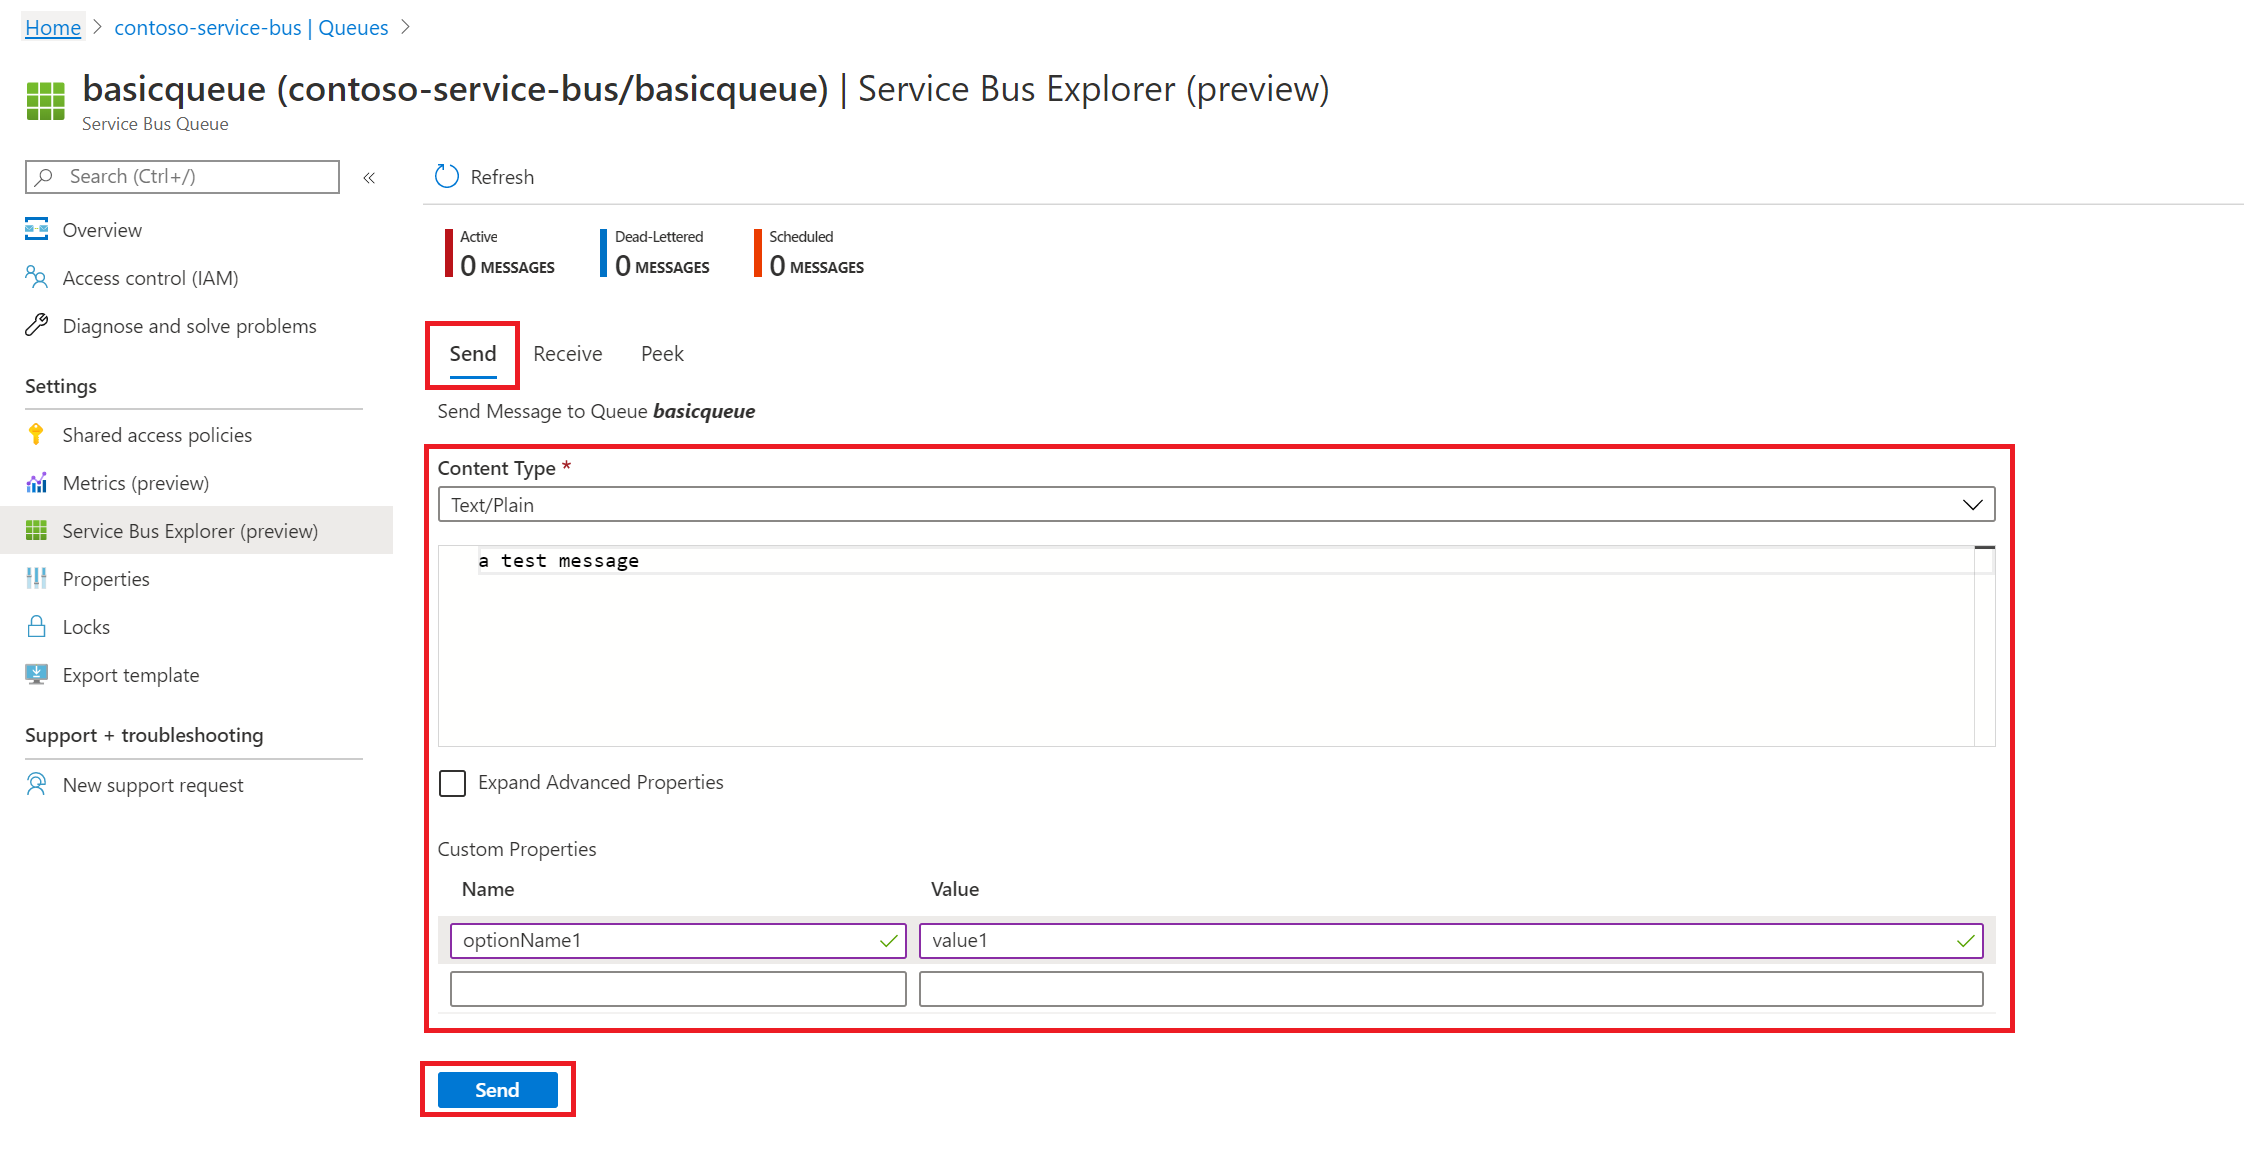 Home > contoso-service-bus | Queues >
basicqueue (contoso-service-bus/basicqueue) | Service Bus Explorer (preview)
Service Bus Queue
Search (Ctrl+/)
«
Overview
Access control (IAM)
Diagnose and solve problems
Settings
Shared access policies
Metrics (preview)
Service Bus Explorer (preview)
Properties
Locks
Export template
Support + troubleshooting
New support request
Refresh
Active
0 MESSAGES
Dead-Lettered
0 MESSAGES
Scheduled
0 MESSAGES
Send Receive Peek
Send Message to Queue basicqueue
Content Type *
Text/Plain
a test message
Expand Advanced Properties
Custom Properties
Name Value
optionName1 value1
Send